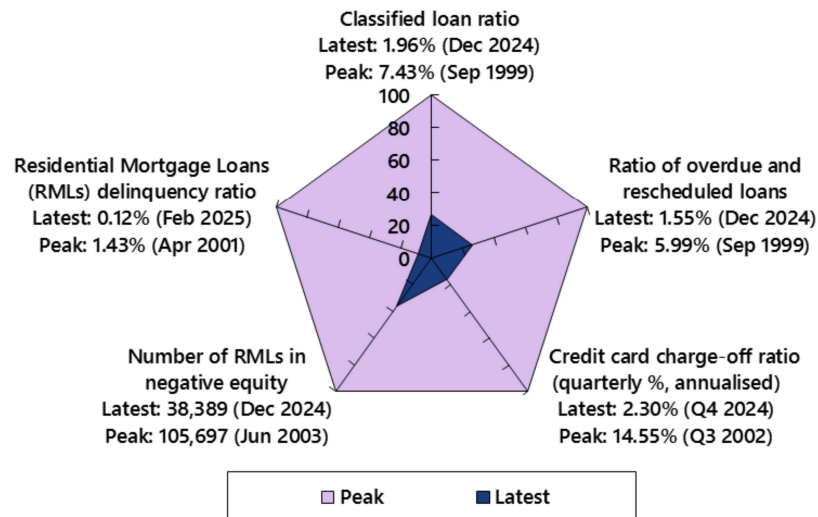 Classified loan ratio
Latest: 1.96% (Dec 2024)
Peak: 7.43% (Sep 1999)
100
80
60
40
20
0
Residential Mortgage Loans
(RMLs) delinquency ratio
Latest: 0.12% (Feb 2025)
Peak: 1.43% (Apr 2001)
Ratio of overdue and
rescheduled loans
Latest: 1.55% (Dec 2024)
Peak: 5.99% (Sep 1999)
Number of RMLs in
negative equity
Latest: 38,389 (Dec 2024)
Peak: 105,697 (Jun 2003)
Credit card charge-off ratio
(quarterly %, annualised)
Latest: 2.30% (Q4 2024)
Peak: 14.55% (Q3 2002)
Peak
Latest